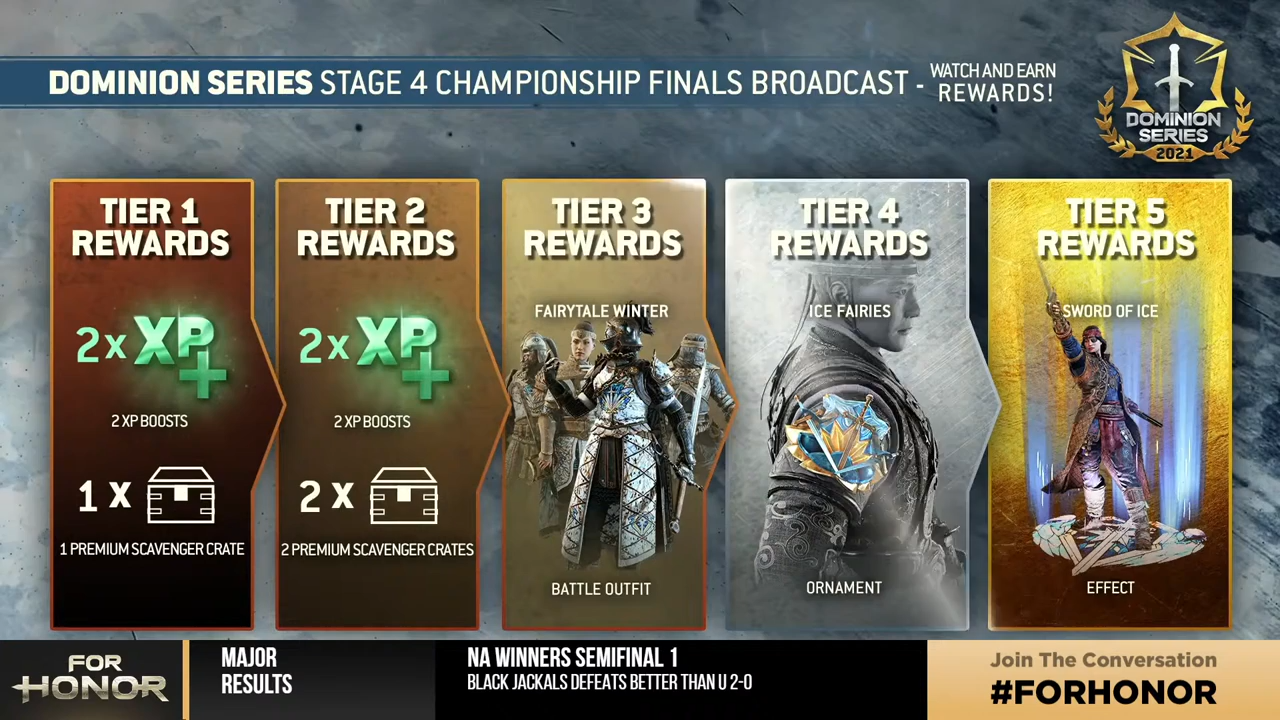 DOMINION SERIES STAGE 4 CHAMPIONSHIP FINALS BROADCAST - WATCH AND EARN
REWARDS!
DOMINION
SERIES
2021
TIER 1
REWARDS
2x XP+
2 XP BOOSTS
1 X
1 PREMIUM SCAVENGER CRATE
TIER 2
REWARDS
2x XP+
2 XP BOOSTS
2 X
2 PREMIUM SCAVENGER CRATES
TIER 3
REWARDS
FAIRYTALE WINTER
BATTLE OUTFIT
TIER 4
REWARDS
ICE FAIRIES
ORNAMENT
TIER 5
REWARDS
SWORD OF ICE
EFFECT
FOR
HONOR
MAJOR
RESULTS
NA WINNERS SEMIFINAL 1
BLACK JACKALS DEFEATS BETTER THAN U 2-0
Join The Conversation
#FORHONOR